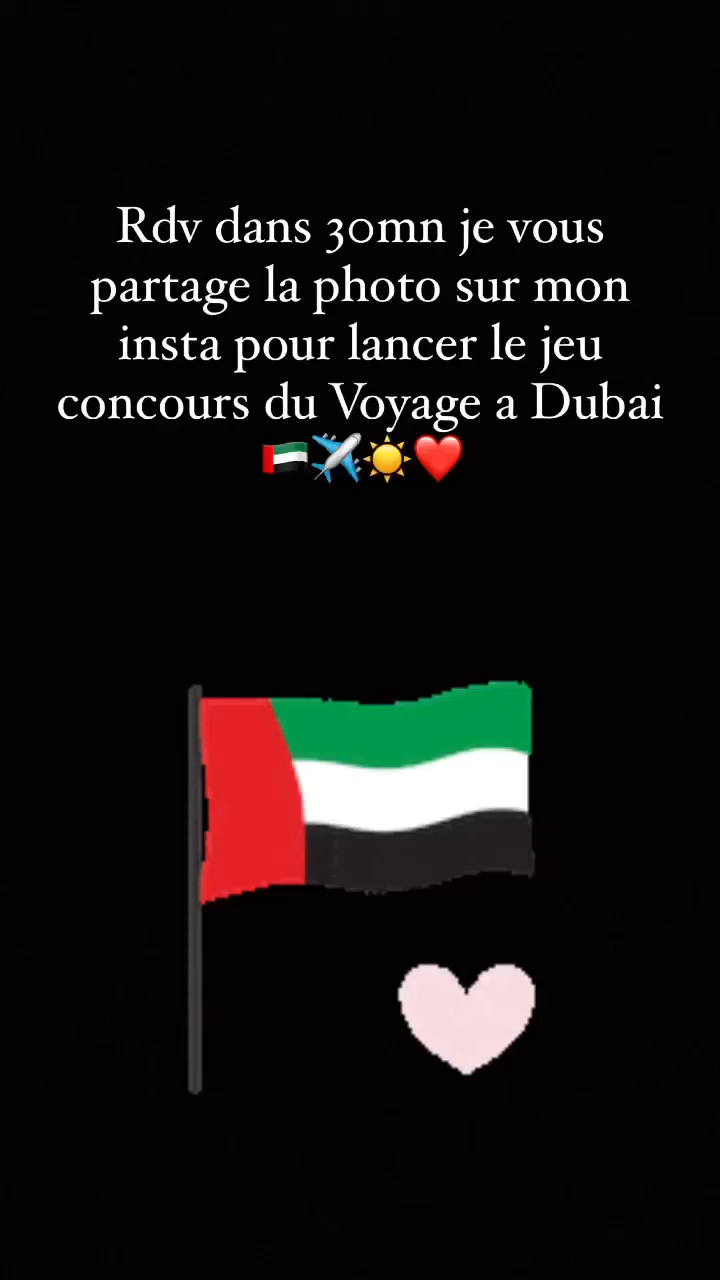 Rdv dans 30mn je vous
partage la photo sur mon
insta pour lancer le jeu
concours du Voyage a Dubai
🇦🇪✈️☀️❤️